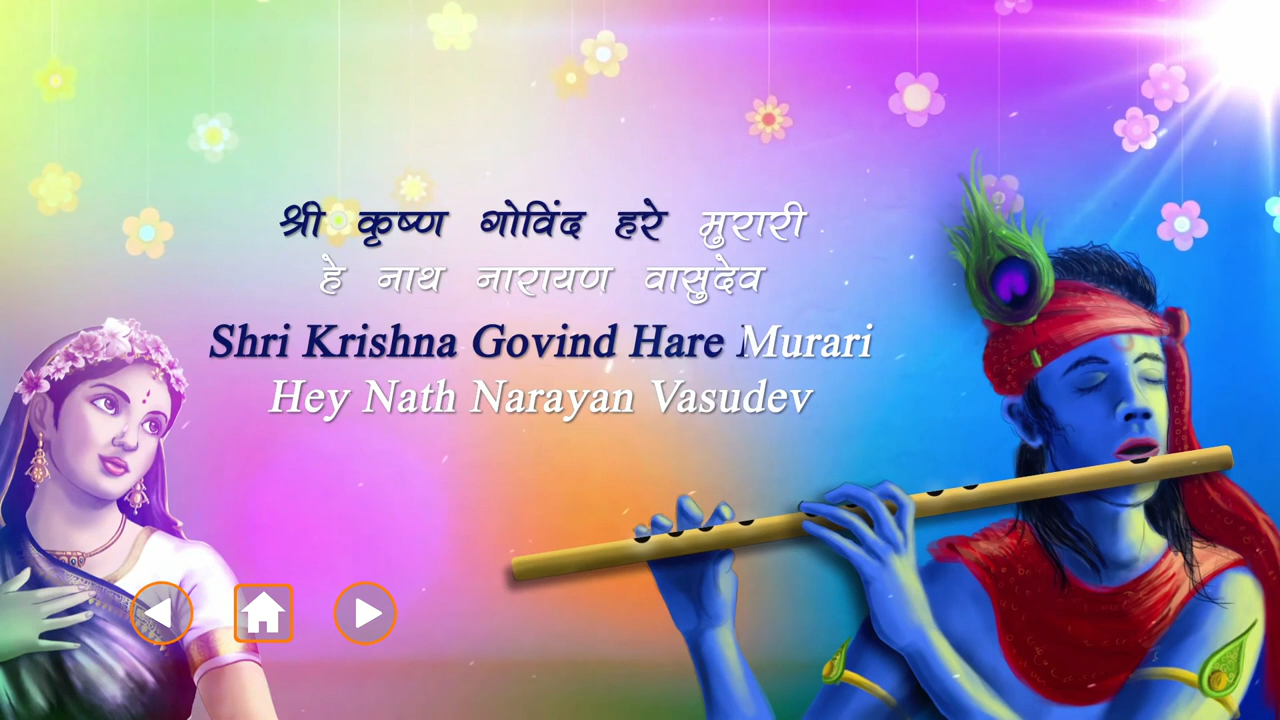 श्री कृष्ण गोविंद हरे मुरारी
हे नाथ नारायण वासुदेव
Shri Krishna Govind Hare Murari
Hey Nath Narayan Vasudev